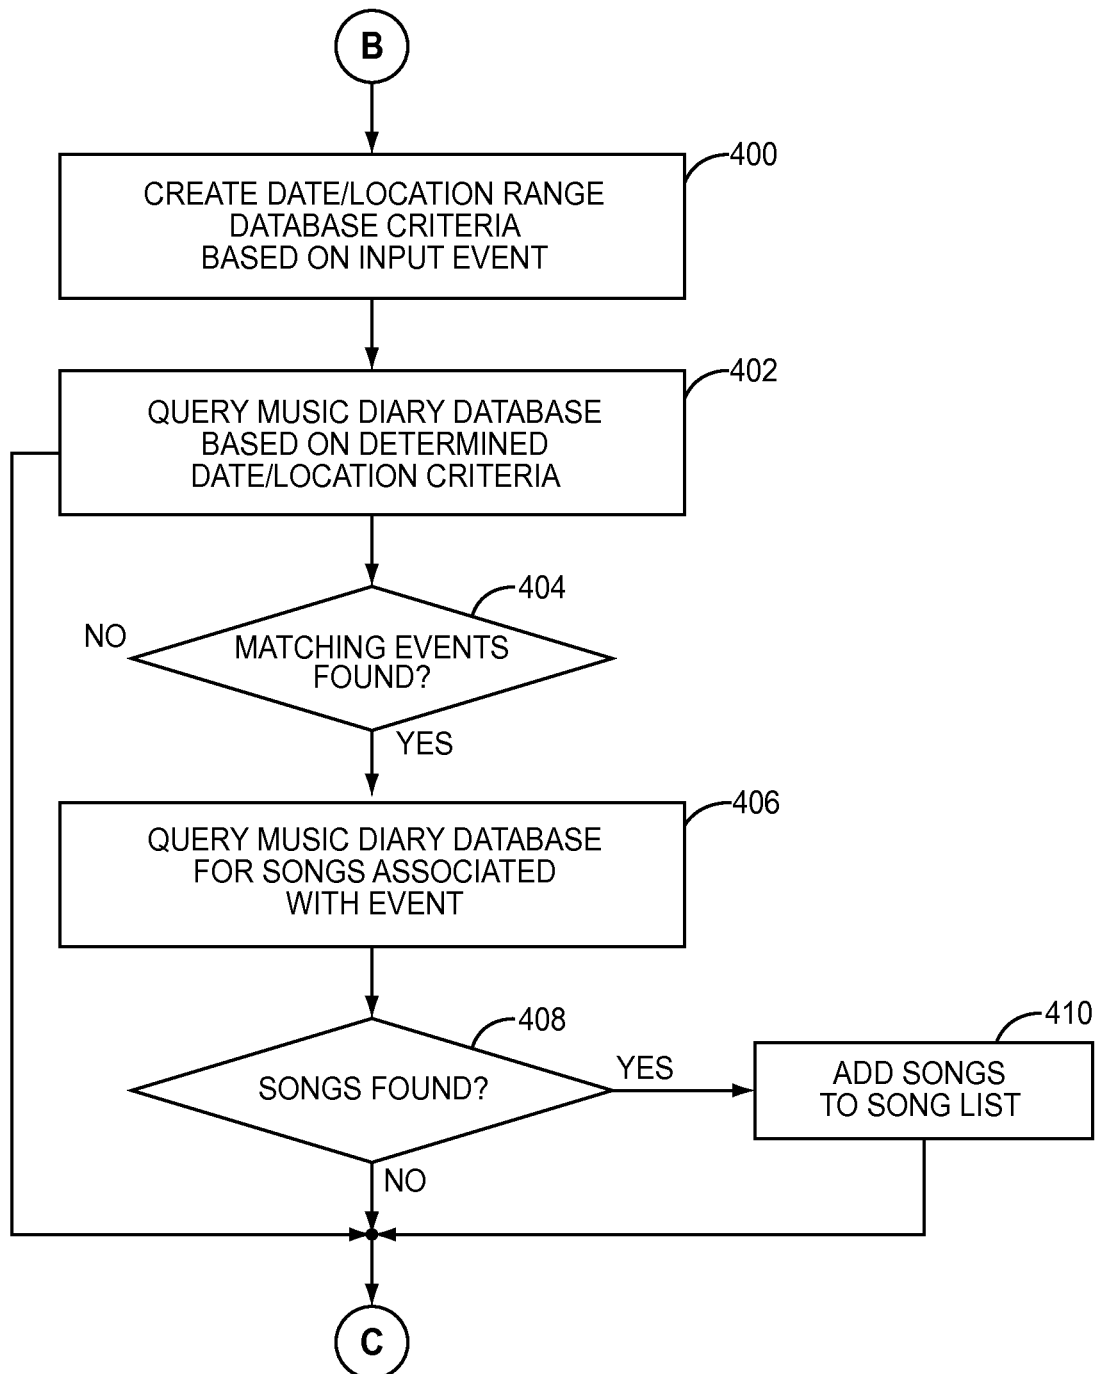 B
400
CREATE DATE/LOCATION RANGE
DATABASE CRITERIA
BASED ON INPUT EVENT
402
QUERY MUSIC DIARY DATABASE
BASED ON DETERMINED
DATE/LOCATION CRITERIA
404
NO
MATCHING EVENTS
FOUND?
YES
406
QUERY MUSIC DIARY DATABASE
FOR SONGS ASSOCIATED
WITH EVENT
408
SONGS FOUND?
YES
410
ADD SONGS
TO SONG LIST
NO
C